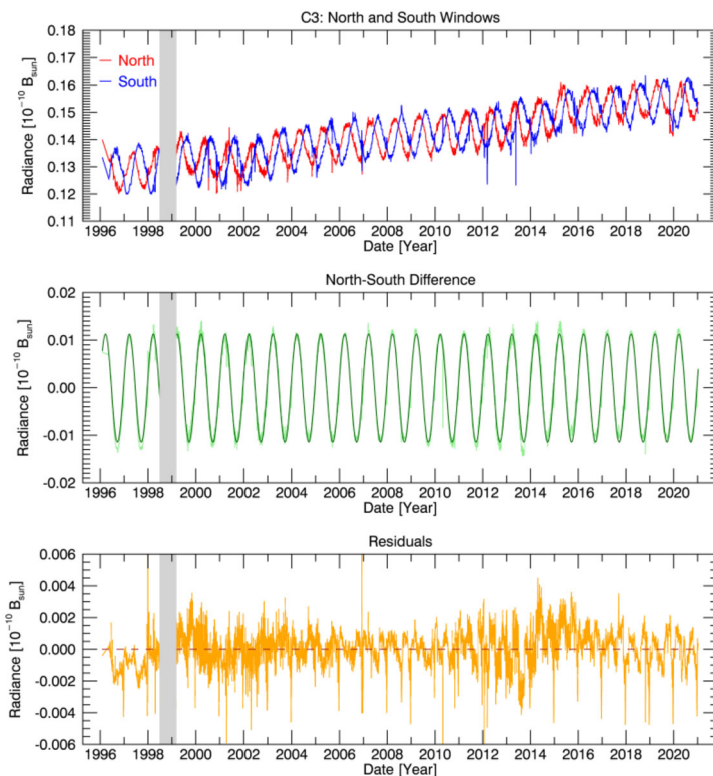 C3: North and South Windows
Radiance [10⁻¹⁰ Bsun]
0.18
0.17
0.16
0.15
0.14
0.13
0.12
0.11
North
South
1996 1998 2000 2002 2004 2006 2008 2010 2012 2014 2016 2018 2020
Date [Year]
North-South Difference
Radiance [10⁻¹⁰ Bsun]
0.02
0.01
0.00
-0.01
-0.02
1996 1998 2000 2002 2004 2006 2008 2010 2012 2014 2016 2018 2020
Date [Year]
Residuals
Radiance [10⁻¹⁰ Bsun]
0.006
0.004
0.002
0.000
-0.002
-0.004
-0.006
1996 1998 2000 2002 2004 2006 2008 2010 2012 2014 2016 2018 2020
Date [Year]